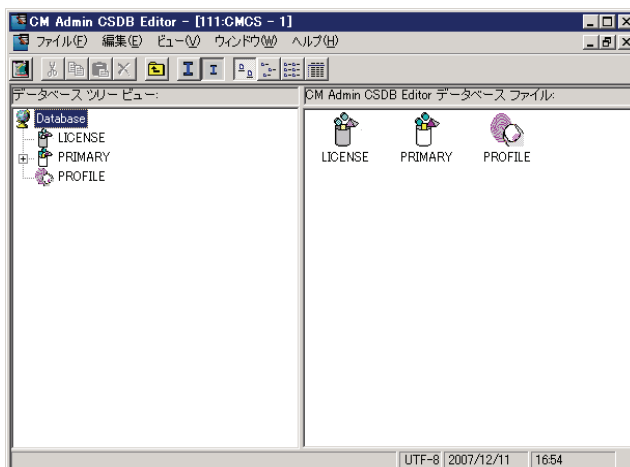 CM Admin CSDB Editor - [111:CMCS - 1]
ファイル(F) 編集(E) ビュー(V) ウィンドウ(W) ヘルプ(H)
データベース ツリー ビュー:
Database
LICENSE
PRIMARY
PROFILE
CM Admin CSDB Editor データベース ファイル:
LICENSE PRIMARY PROFILE
UTF-8 2007/12/11 16:54